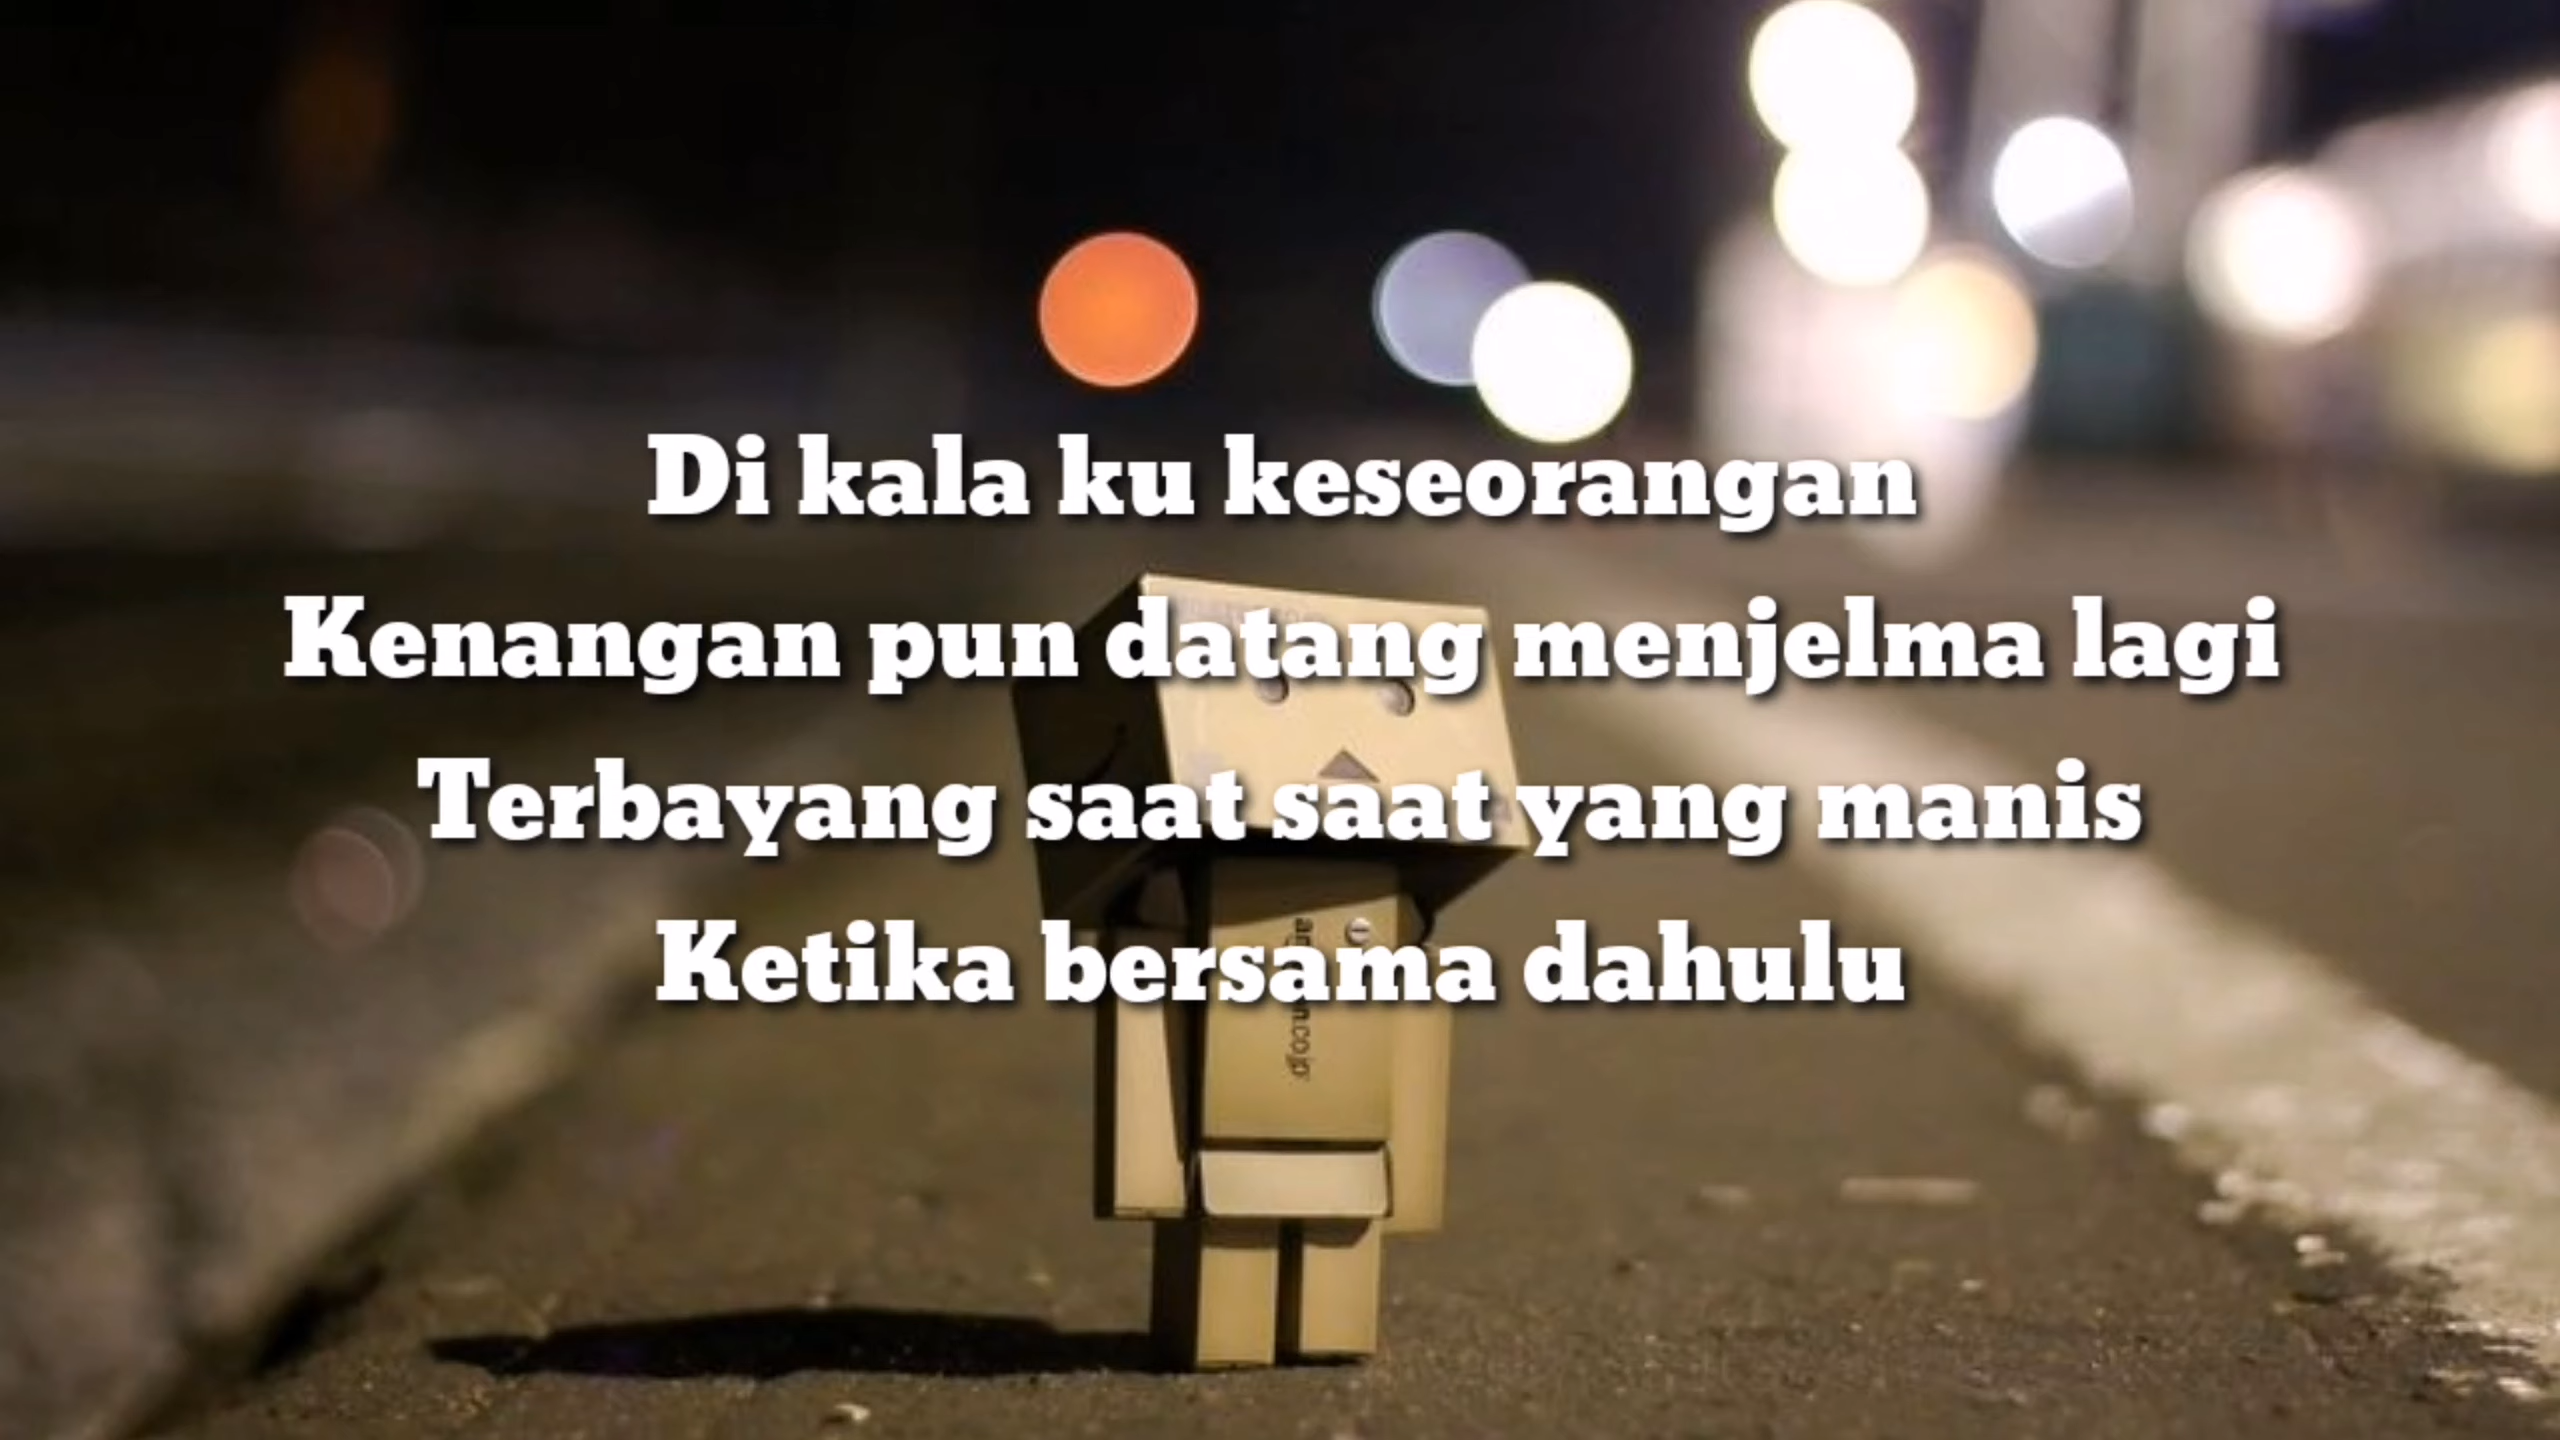 Di kala ku keseorangan
Kenangan pun datang menjelma lagi
Terbayang saat saat yang manis
Ketika bersama dahulu